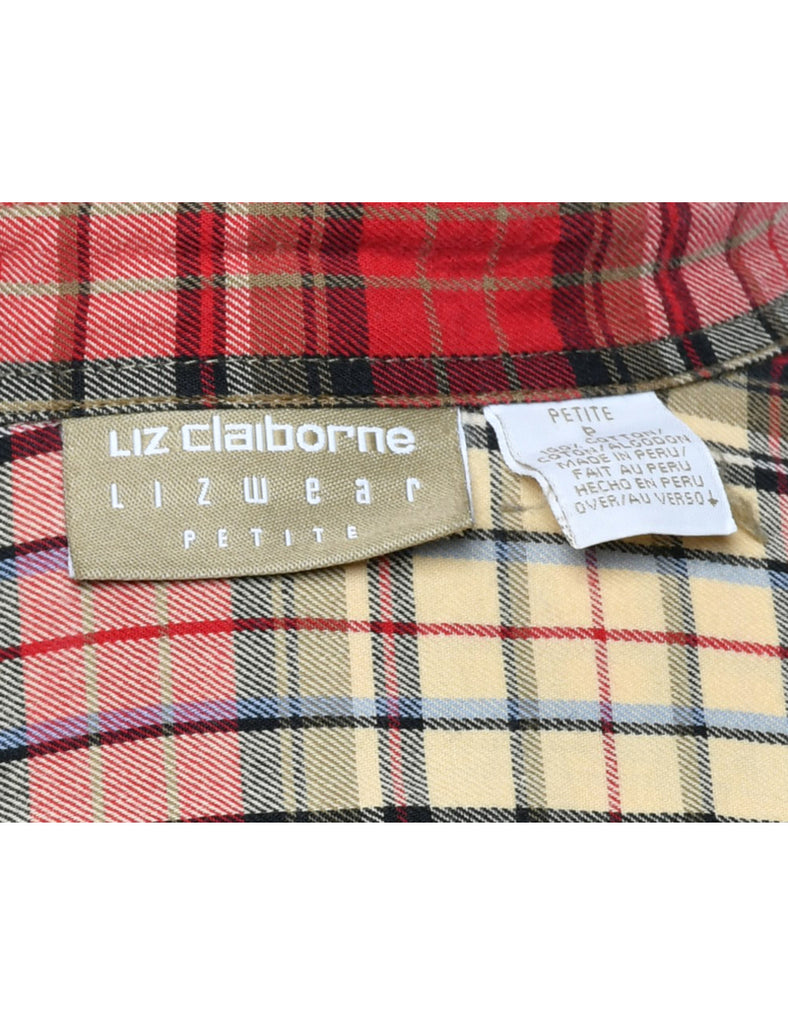 LIZ claiborne
LIZWEAR
PETITE
PETITE
P
100% COTTON/
COTON/ALGODON
MADE IN PERU/
FAIT AU PERU
HECHO EN PERU
OVER/AU VERSO↓